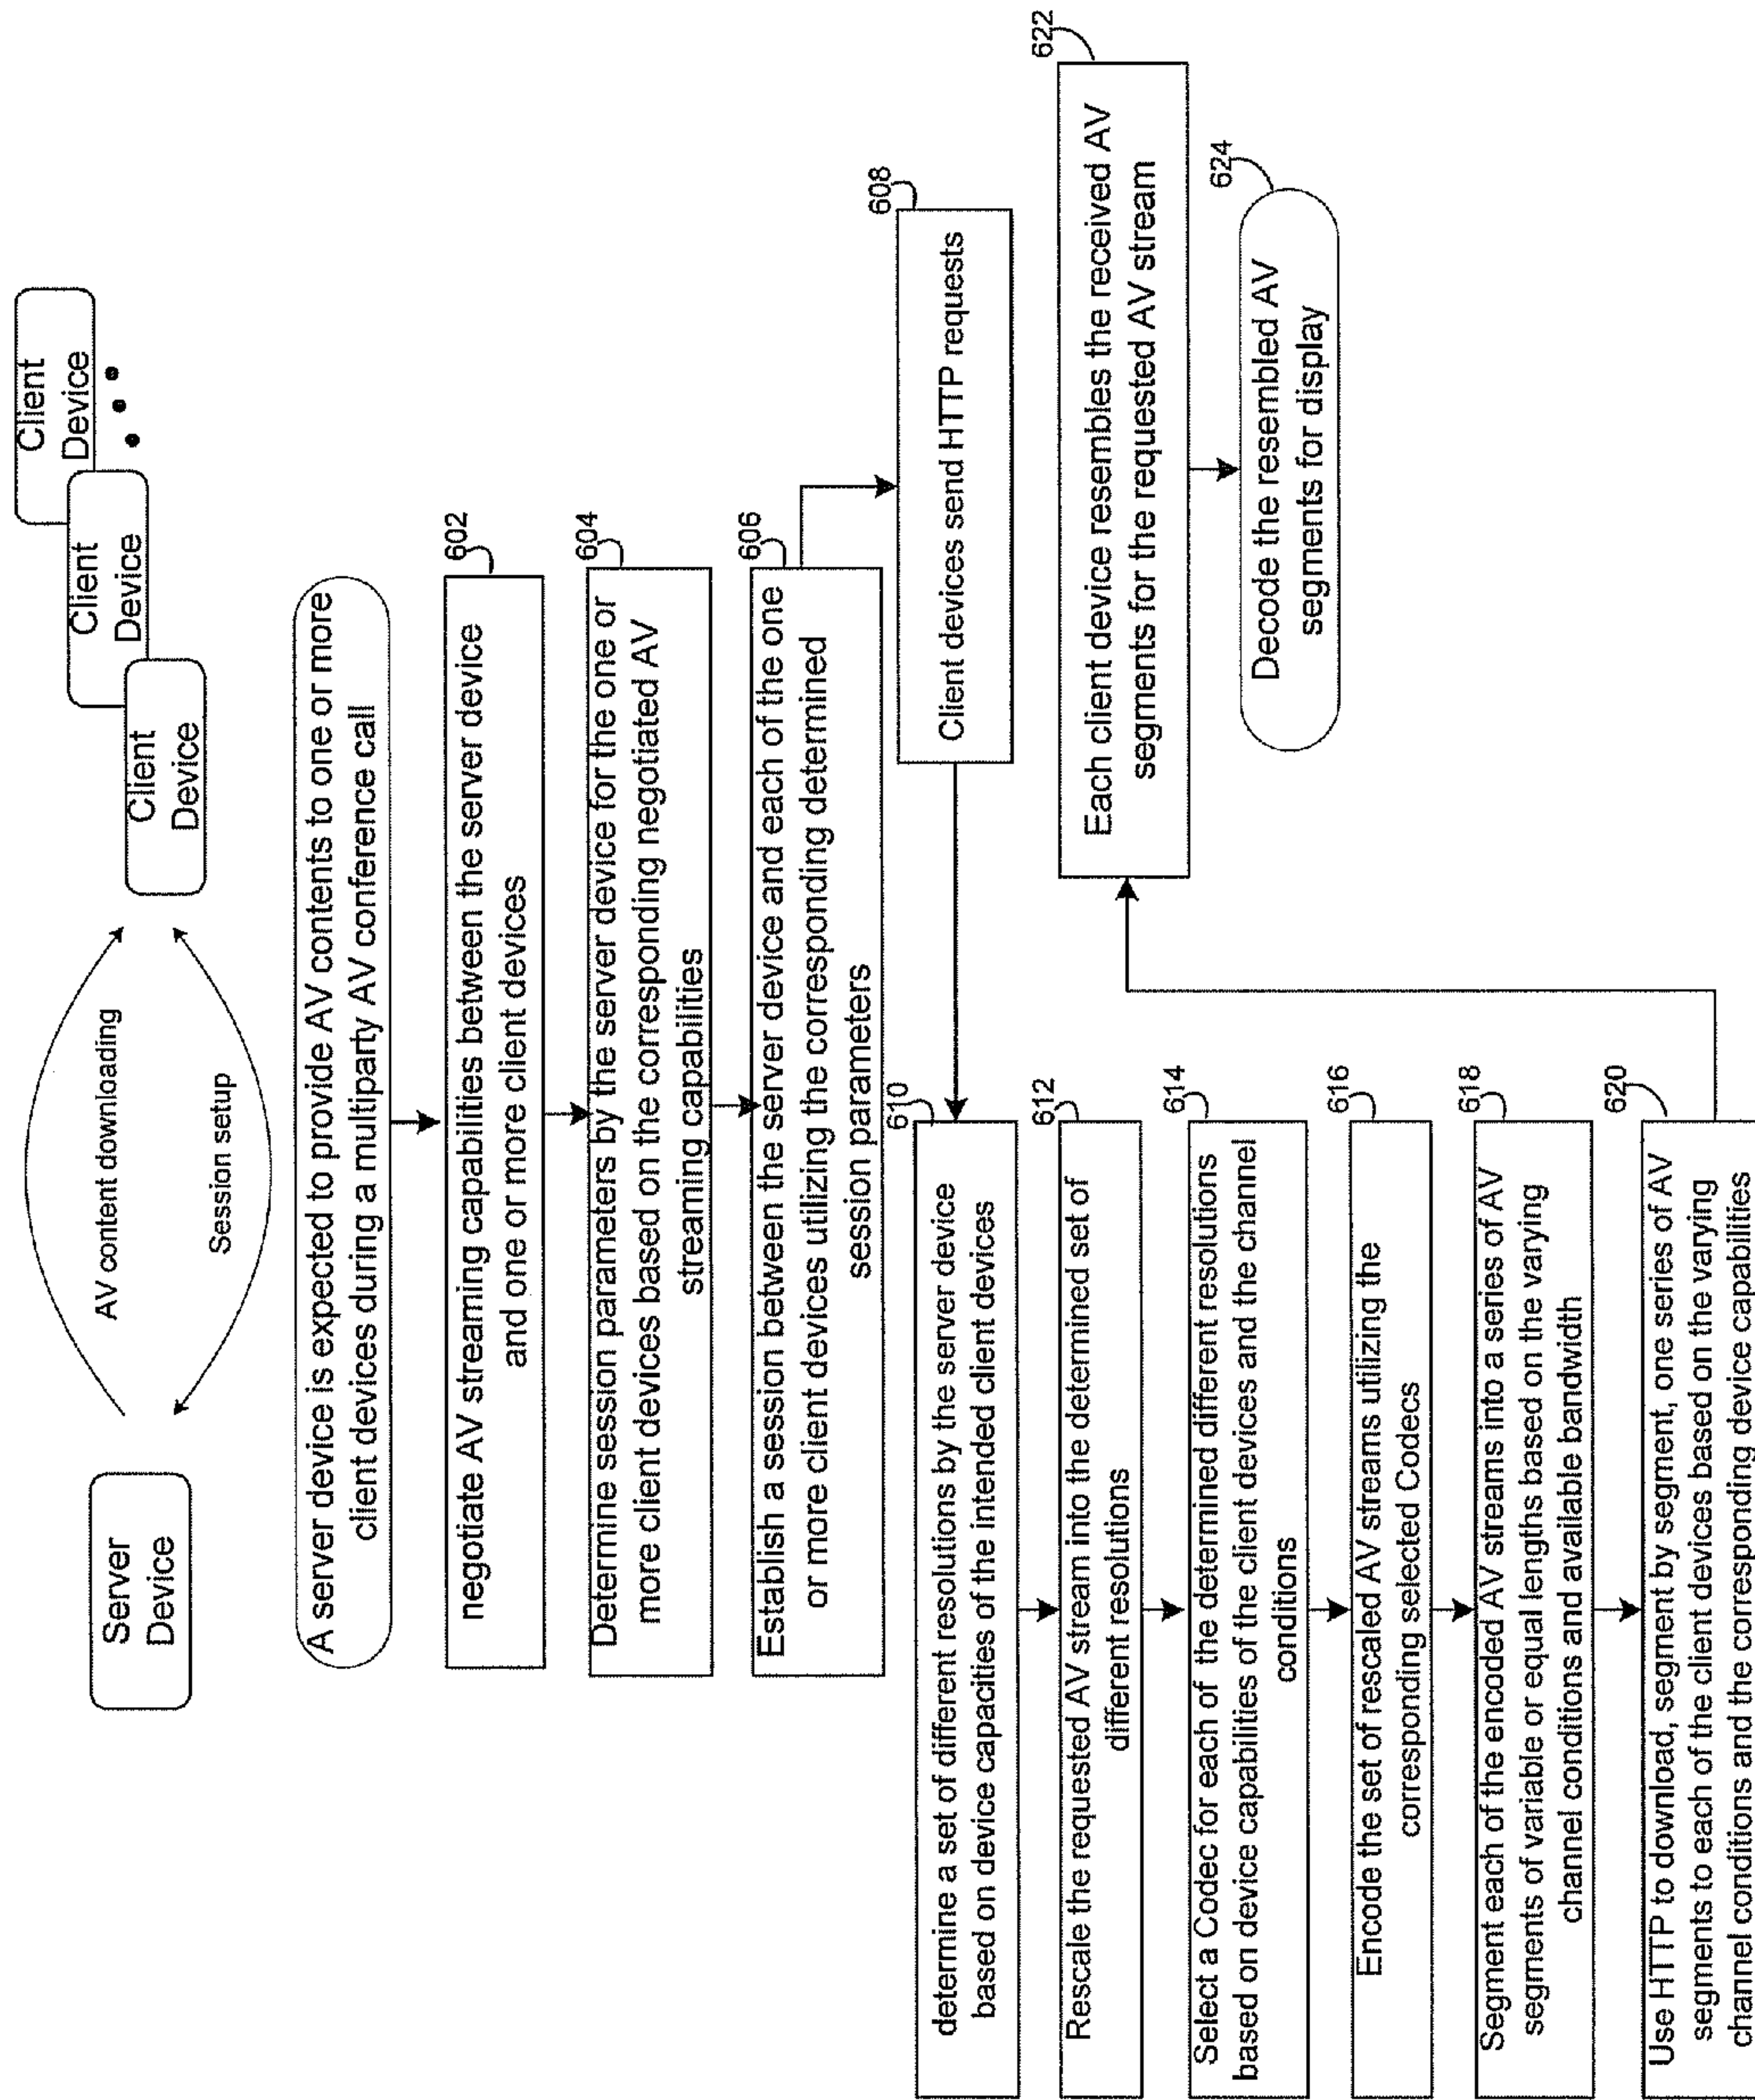 Server
Device
AV content downloading
Session setup
Client
Device
Client
Device
Client
Device
A server device is expected to provide AV contents to one or more
client devices during a multiparty AV conference call
602
negotiate AV streaming capabilities between the server device
and one or more client devices
604
Determine session parameters by the server device for the one or
more client devices based on the corresponding negotiated AV
streaming capabilities
606
Establish a session between the server device and each of the one
or more client devices utilizing the corresponding determined
session parameters
608
Client devices send HTTP requests
610
determine a set of different resolutions by the server device
based on device capacities of the intended client devices
612
Rescale the requested AV stream into the determined set of
different resolutions
614
Select a Codec for each of the determined different resolutions
based on device capabilities of the client devices and the channel
conditions
616
Encode the set of rescaled AV streams utilizing the
corresponding selected Codecs
618
Segment each of the encoded AV streams into a series of AV
segments of variable or equal lengths based on the varying
channel conditions and available bandwidth
620
Use HTTP to download, segment by segment, one series of AV
segments to each of the client devices based on the varying
channel conditions and the corresponding device capabilities
622
Each client device resembles the received AV
segments for the requested AV stream
624
Decode the resembled AV
segments for display